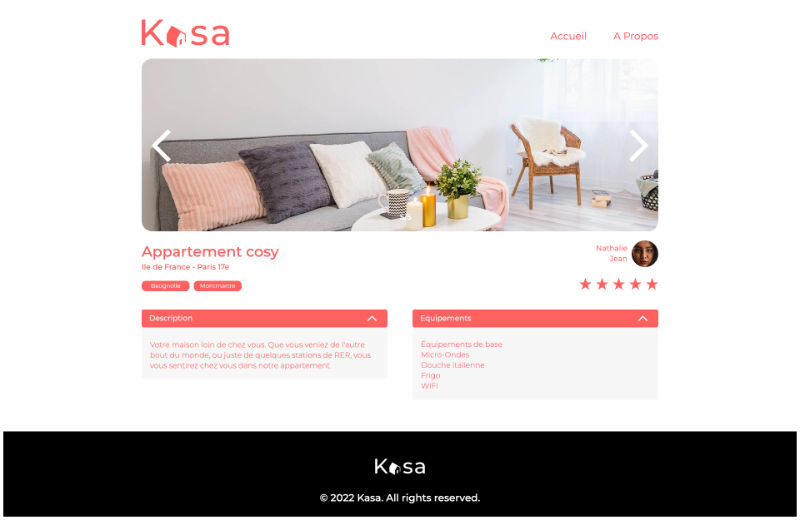 Kasa
Accueil
A Propos
Appartement cosy
Ile de France - Paris 17e
Nathalie
Jean
Batignolle
Montmartre
Description
Votre maison loin de chez vous. Que vous veniez de l'autre
bout du monde, ou juste de quelques stations de RER, vous
vous sentirez chez vous dans notre appartement.
Equipements
Équipements de base
Micro-Ondes
Douche italienne
Frigo
WIFI
Kasa
© 2022 Kasa. All rights reserved.